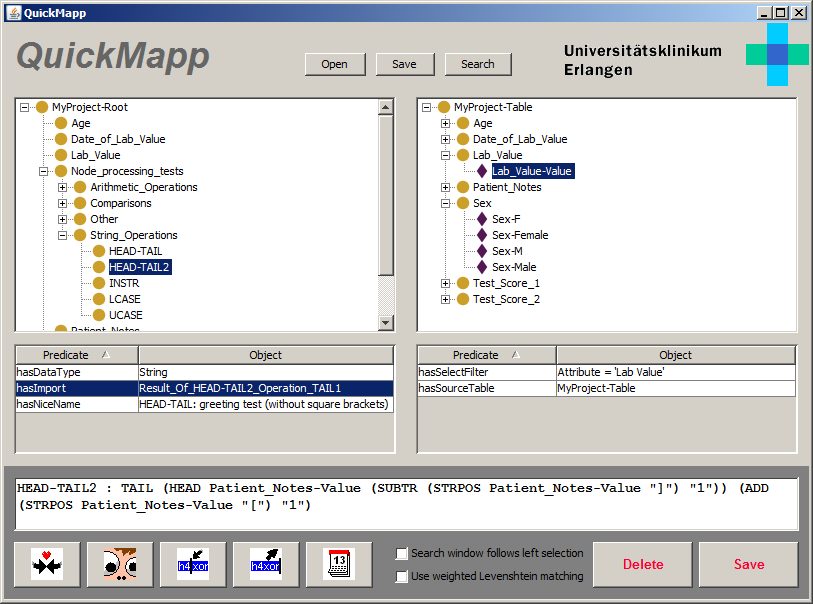 QuickMapp
QuickMapp
Open
Save
Search
Universitätsklinikum
Erlangen
MyProject-Root
Age
Date_of_Lab_Value
Lab_Value
Node_processing_tests
Arithmetic_Operations
Comparisons
Other
String_Operations
HEAD-TAIL
HEAD-TAIL2
INSTR
LCASE
UCASE
Patient_Notes
MyProject-Table
Age
Date_of_Lab_Value
Lab_Value
Lab_Value-Value
Patient_Notes
Sex
Sex-F
Sex-Female
Sex-M
Sex-Male
Test_Score_1
Test_Score_2
Predicate Object
hasDataType String
hasImport Result_Of_HEAD-TAIL2_Operation_TAIL1
hasNiceName HEAD-TAIL: greeting test (without square brackets)
Predicate Object
hasSelectFilter Attribute = 'Lab Value'
hasSourceTable MyProject-Table
HEAD-TAIL2 : TAIL (HEAD Patient_Notes-Value (SUBTR (STRPOS Patient_Notes-Value "]") "1")) (ADD
(STRPOS Patient_Notes-Value "[") "1")
h4xor
h4xor
13
Search window follows left selection
Use weighted Levenshtein matching
Delete
Save